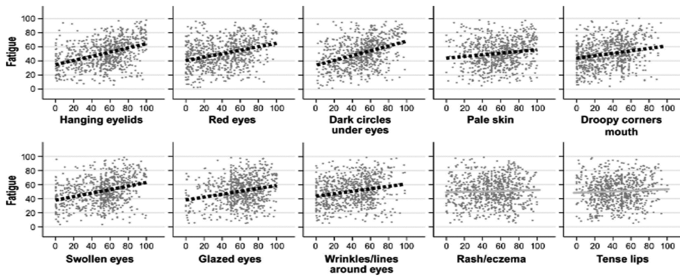 Fatigue
100
80
60
40
20
0
0 20 40 60 80 100
0 20 40 60 80 100
0 20 40 60 80 100
0 20 40 60 80 100
0 20 40 60 80 100
Hanging eyelids
Red eyes
Dark circles
under eyes
Pale skin
Droopy corners
mouth
Fatigue
100
80
60
40
20
0
0 20 40 60 80 100
0 20 40 60 80 100
0 20 40 60 80 100
0 20 40 60 80 100
0 20 40 60 80 100
Swollen eyes
Glazed eyes
Wrinkles/lines
around eyes
Rash/eczema
Tense lips